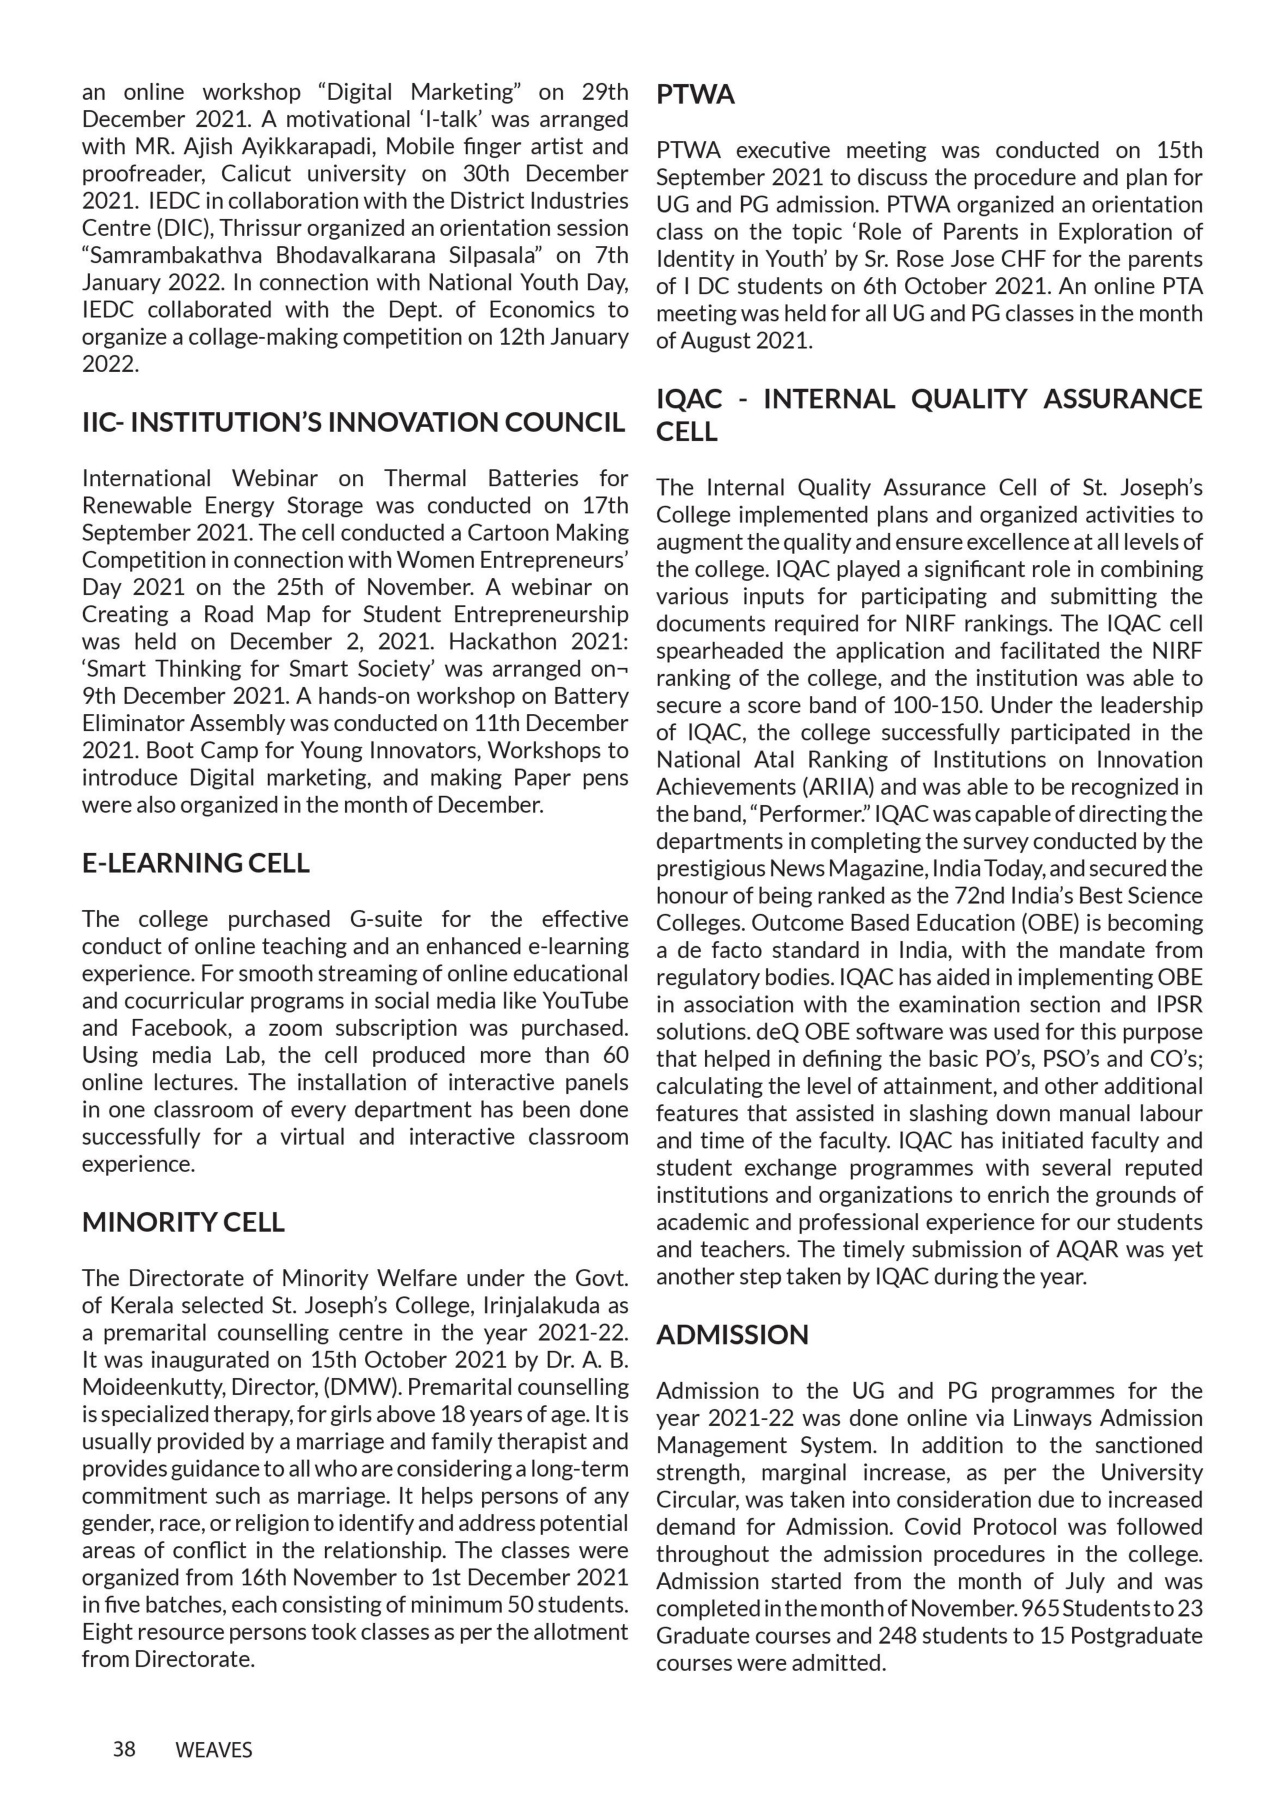 an online workshop “Digital Marketing” on 29th
December 2021. A motivational ‘I-talk’ was arranged
with MR. Ajish Ayikkarapadi, Mobile finger artist and
proofreader, Calicut university on 30th December
2021. IEDC in collaboration with the District Industries
Centre (DIC), Thrissur organized an orientation session
“Samrambakathva Bhodavalkarana Silpasala” on 7th
January 2022. In connection with National Youth Day,
IEDC collaborated with the Dept. of Economics to
organize a collage-making competition on 12th January
2022.
IIC- INSTITUTION’S INNOVATION COUNCIL
International Webinar on Thermal Batteries for
Renewable Energy Storage was conducted on 17th
September 2021. The cell conducted a Cartoon Making
Competition in connection with Women Entrepreneurs’
Day 2021 on the 25th of November. A webinar on
Creating a Road Map for Student Entrepreneurship
was held on December 2, 2021. Hackathon 2021:
‘Smart Thinking for Smart Society’ was arranged on¬
9th December 2021. A hands-on workshop on Battery
Eliminator Assembly was conducted on 11th December
2021. Boot Camp for Young Innovators, Workshops to
introduce Digital marketing, and making Paper pens
were also organized in the month of December.
E-LEARNING CELL
The college purchased G-suite for the effective
conduct of online teaching and an enhanced e-learning
experience. For smooth streaming of online educational
and cocurricular programs in social media like YouTube
and Facebook, a zoom subscription was purchased.
Using media Lab, the cell produced more than 60
online lectures. The installation of interactive panels
in one classroom of every department has been done
successfully for a virtual and interactive classroom
experience.
MINORITY CELL
The Directorate of Minority Welfare under the Govt.
of Kerala selected St. Joseph’s College, Irinjalakuda as
a premarital counselling centre in the year 2021-22.
It was inaugurated on 15th October 2021 by Dr. A. B.
Moideenkutty, Director, (DMW). Premarital counselling
is specialized therapy, for girls above 18 years of age. It is
usually provided by a marriage and family therapist and
provides guidance to all who are considering a long-term
commitment such as marriage. It helps persons of any
gender, race, or religion to identify and address potential
areas of conflict in the relationship. The classes were
organized from 16th November to 1st December 2021
in five batches, each consisting of minimum 50 students.
Eight resource persons took classes as per the allotment
from Directorate.
PTWA
PTWA executive meeting was conducted on 15th
September 2021 to discuss the procedure and plan for
UG and PG admission. PTWA organized an orientation
class on the topic ‘Role of Parents in Exploration of
Identity in Youth’ by Sr. Rose Jose CHF for the parents
of I DC students on 6th October 2021. An online PTA
meeting was held for all UG and PG classes in the month
of August 2021.
IQAC - INTERNAL QUALITY ASSURANCE
CELL
The Internal Quality Assurance Cell of St. Joseph’s
College implemented plans and organized activities to
augment the quality and ensure excellence at all levels of
the college. IQAC played a significant role in combining
various inputs for participating and submitting the
documents required for NIRF rankings. The IQAC cell
spearheaded the application and facilitated the NIRF
ranking of the college, and the institution was able to
secure a score band of 100-150. Under the leadership
of IQAC, the college successfully participated in the
National Atal Ranking of Institutions on Innovation
Achievements (ARIIA) and was able to be recognized in
the band, “Performer.” IQAC was capable of directing the
departments in completing the survey conducted by the
prestigious News Magazine, India Today, and secured the
honour of being ranked as the 72nd India’s Best Science
Colleges. Outcome Based Education (OBE) is becoming
a de facto standard in India, with the mandate from
regulatory bodies. IQAC has aided in implementing OBE
in association with the examination section and IPSR
solutions. deQ OBE software was used for this purpose
that helped in defining the basic PO’s, PSO’s and CO’s;
calculating the level of attainment, and other additional
features that assisted in slashing down manual labour
and time of the faculty. IQAC has initiated faculty and
student exchange programmes with several reputed
institutions and organizations to enrich the grounds of
academic and professional experience for our students
and teachers. The timely submission of AQAR was yet
another step taken by IQAC during the year.
ADMISSION
Admission to the UG and PG programmes for the
year 2021-22 was done online via Linways Admission
Management System. In addition to the sanctioned
strength, marginal increase, as per the University
Circular, was taken into consideration due to increased
demand for Admission. Covid Protocol was followed
throughout the admission procedures in the college.
Admission started from the month of July and was
completed in the month of November. 965 Students to 23
Graduate courses and 248 students to 15 Postgraduate
courses were admitted.
38 WEAVES